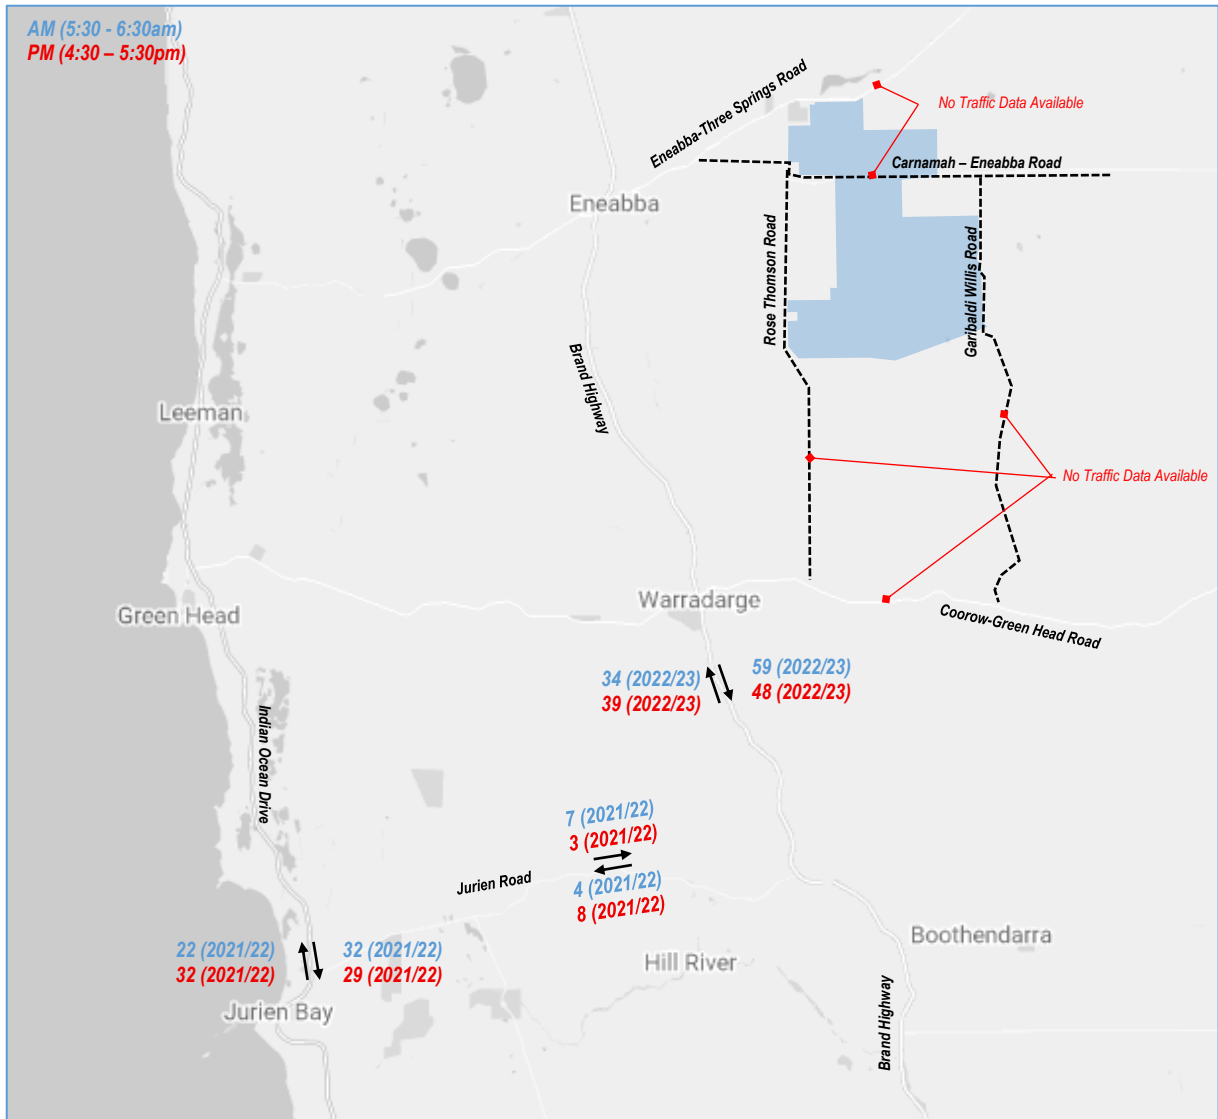 AM (5:30 - 6:30am)
PM (4:30 – 5:30pm)
Eneabba-Three Springs Road
No Traffic Data Available
Carnamah – Eneabba Road
Eneabba
Rose Thomson Road
Garibaldi Willis Road
Brand Highway
Leeman
No Traffic Data Available
Warradarge
Green Head
Coorow-Green Head Road
34 (2022/23)
39 (2022/23)
59 (2022/23)
48 (2022/23)
Indian Ocean Drive
7 (2021/22)
3 (2021/22)
4 (2021/22)
8 (2021/22)
Jurien Road
22 (2021/22)
32 (2021/22)
32 (2021/22)
29 (2021/22)
Boothendarra
Hill River
Jurien Bay
Brand Highway